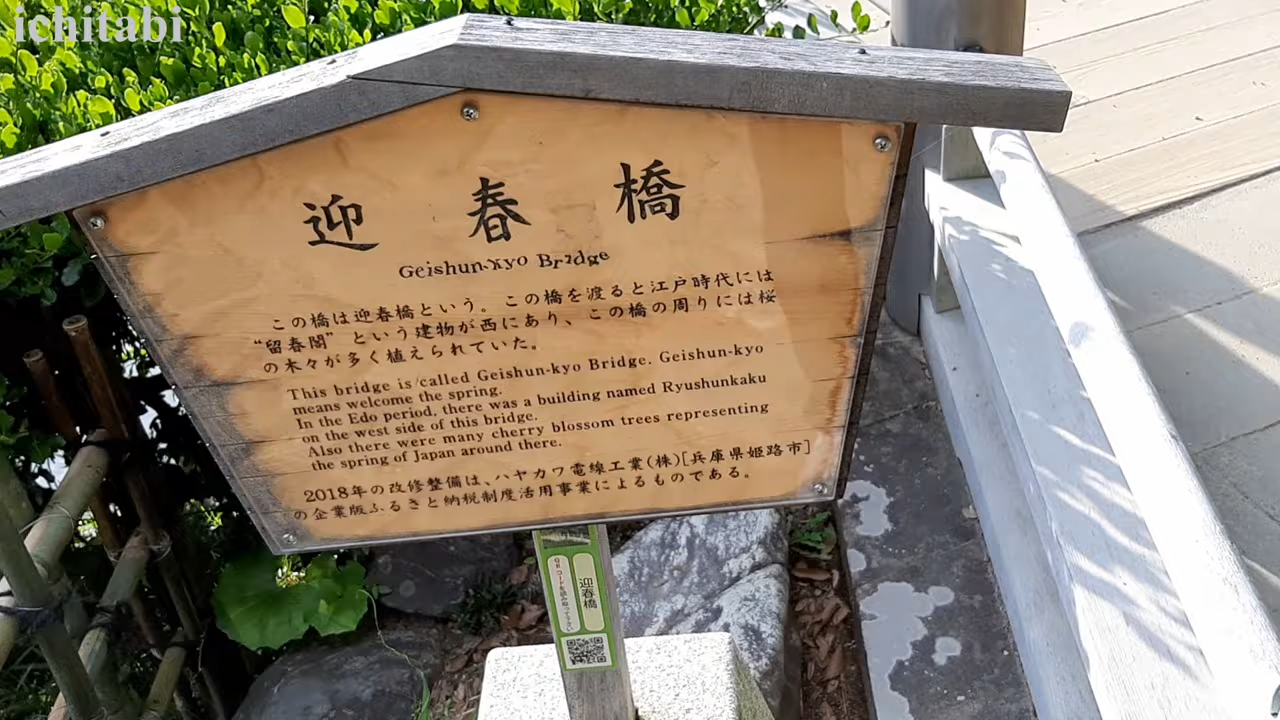 ichitabi
迎春橋
Geishun-kyo Bridge
この橋は迎春橋という。この橋を渡ると江戸時代には
“留春閣”という建物が西にあり、この橋の周りには桜
の木々が多く植えられていた。
This bridge is called Geishun-kyo Bridge. Geishun-kyo
means welcome the spring.
In the Edo period, there was a building named Ryushunkaku
on the west side of this bridge.
Also there were many cherry blossom trees representing
the spring of Japan around there.
2018年の改修整備は、ハヤカワ電線工業(株)[兵庫県姫路市]
の企業版ふるさと納税制度活用事業によるものである。
迎春橋